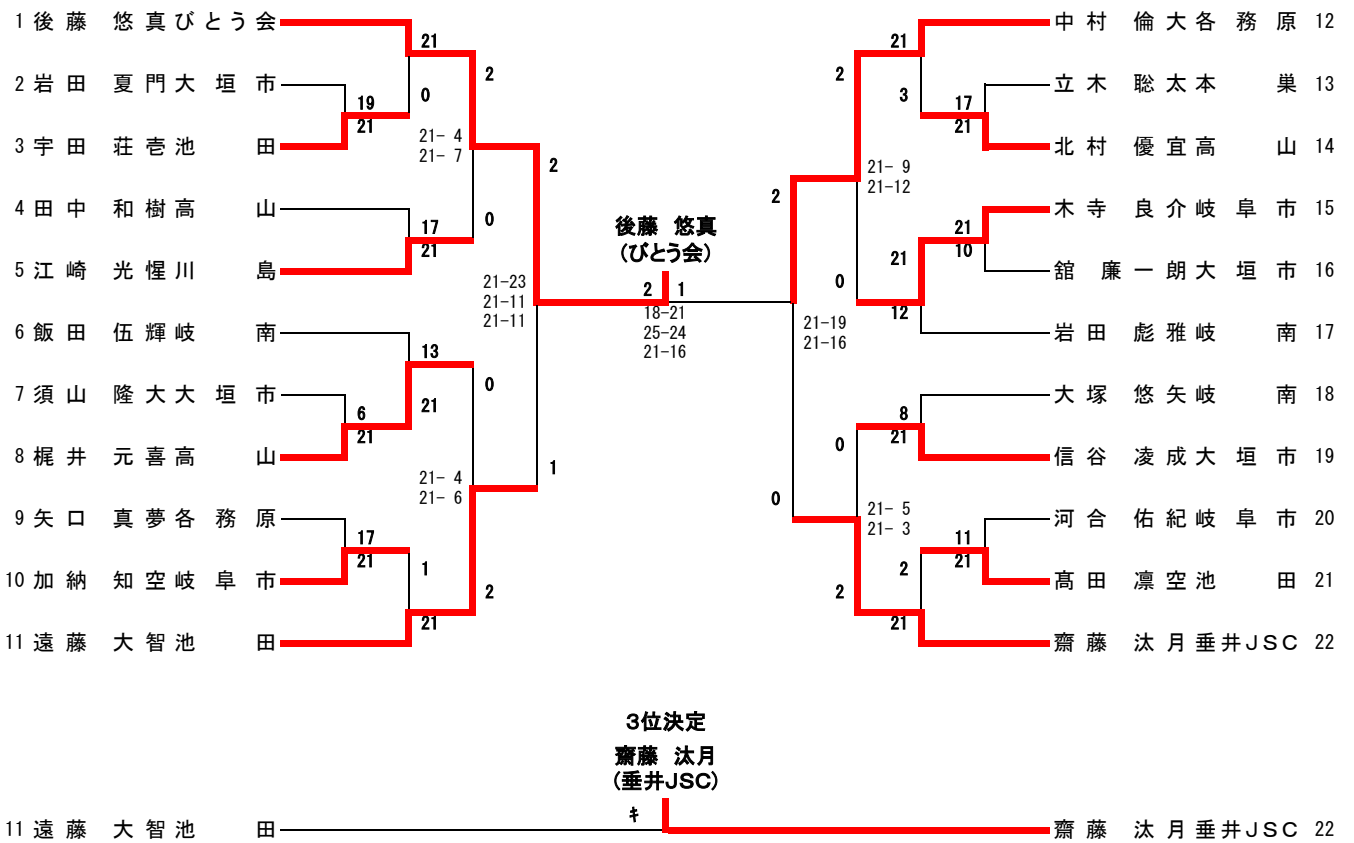 1 後藤 悠真 びとう会
21
2
2 岩田 夏門 大垣市
19
0
21
3 宇田 荘壱 池田
21- 4
21- 7
2
4 田中 和樹 高山
17
0
21
5 江崎 光惺 川島
21-23
21-11
21-11
6 飯田 伍輝 岐南
13
0
7 須山 隆大 大垣市
6
21
21
8 梶井 元喜 高山
21- 4
21- 6
1
9 矢口 真夢 各務原
17
1
21
10 加納 知空 岐阜市
2
21
11 遠藤 大智 池田
後藤 悠真
(びとう会)
2 1
18-21
25-24
21-16
中村 倫大 各務原 12
21
2
立木 聡太 本巣 13
3
17
21
北村 優宜 高山 14
21- 9
21-12
2
木寺 良介 岐阜市 15
21
10
21
舘 廉一朗 大垣市 16
0
12
岩田 彪雅 岐南 17
21-19
21-16
大塚 悠矢 岐南 18
8
21
0
信谷 凌成 大垣市 19
0
21- 5
21- 3
河合 佑紀 岐阜市 20
11
21
2
髙田 凛空 池田 21
2
21
齋藤 汰月 垂井JSC 22
3位決定
齋藤 汰月
(垂井JSC)
キ
11 遠藤 大智 池田
齋藤 汰月 垂井JSC 22